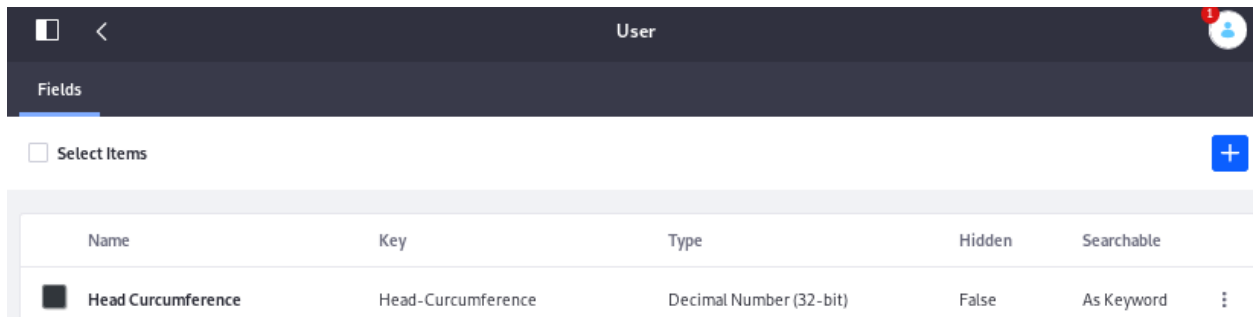 User
1
Fields
Select Items
Name Key Type Hidden Searchable
Head Curcumference Head-Curcumference Decimal Number (32-bit) False As Keyword